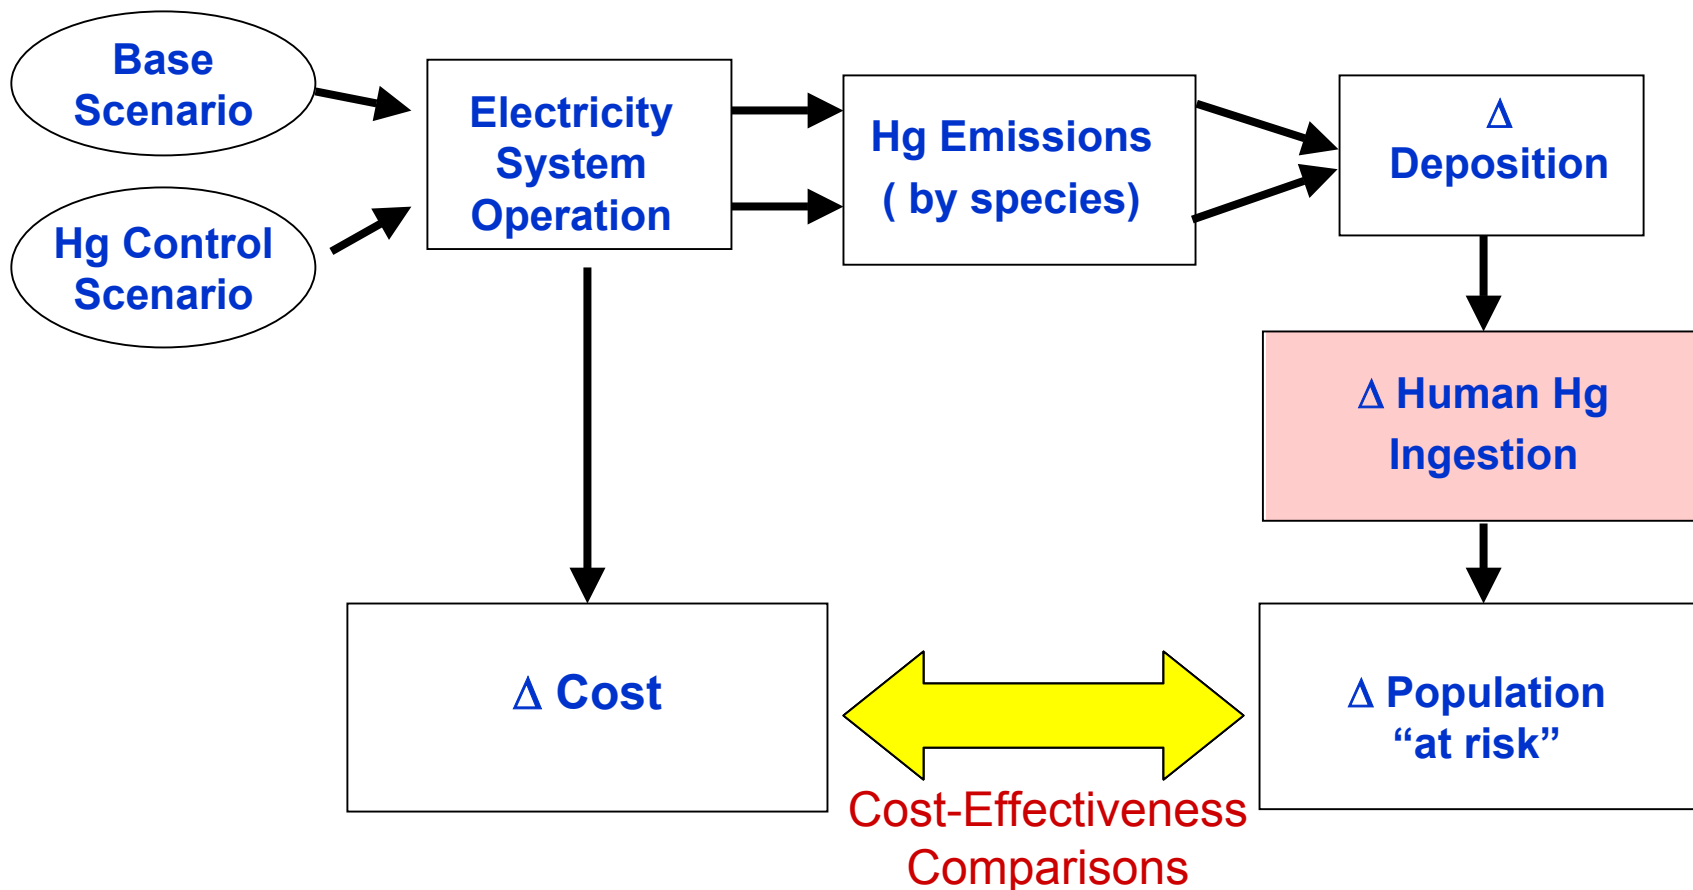 Base
Scenario
Hg Control
Scenario
Electricity
System
Operation
Hg Emissions
( by species)
Δ
Deposition
Δ Human Hg
Ingestion
Δ Cost
Δ Population
“at risk”
Cost-Effectiveness
Comparisons